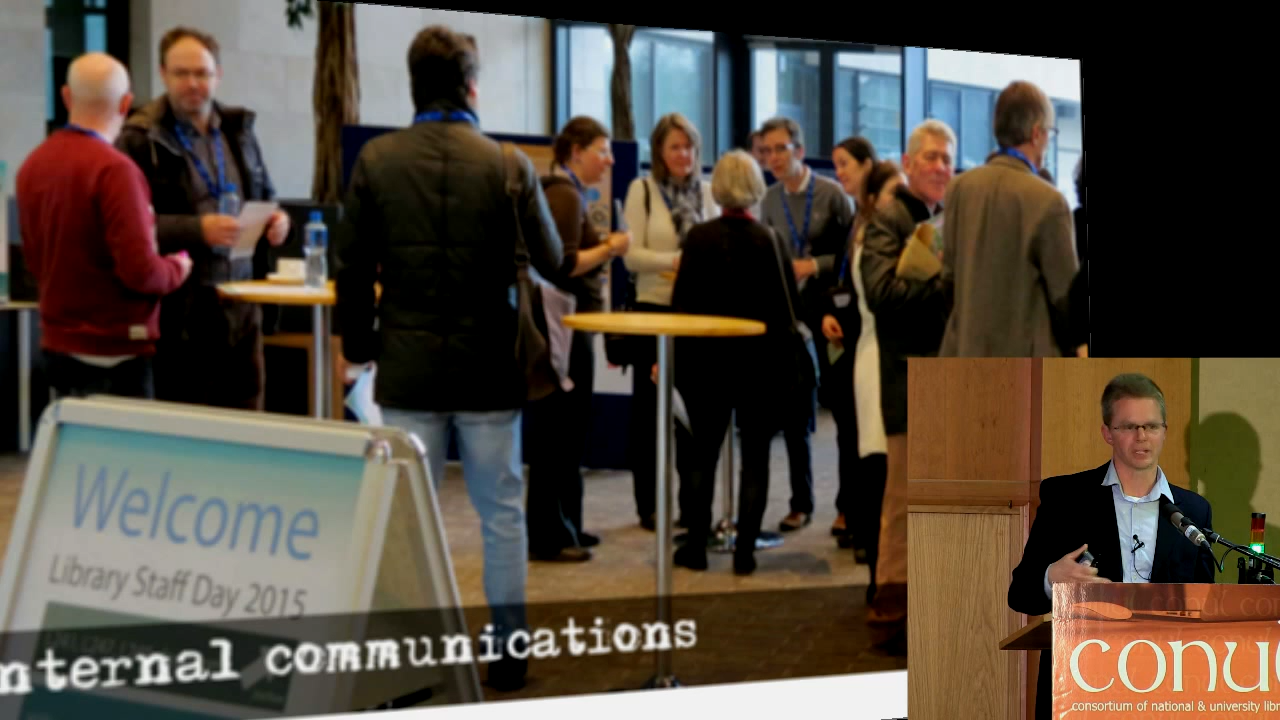 Welcome
Library Staff Day 2015
nternal communications
conu
consortium of national & university libr